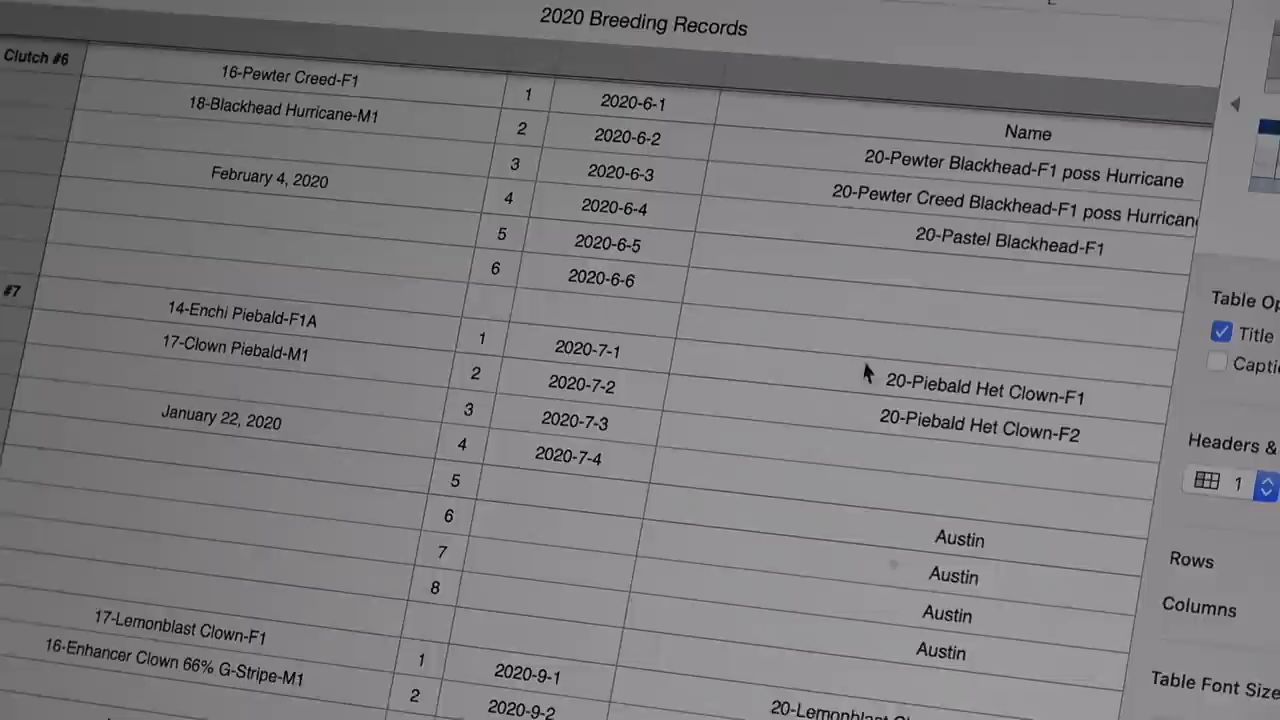 2020 Breeding Records
Clutch #6
16-Pewter Creed-F1
1
2020-6-1
Name
18-Blackhead Hurricane-M1
2
2020-6-2
20-Pewter Blackhead-F1 poss Hurricane
3
2020-6-3
20-Pewter Creed Blackhead-F1 poss Hurrican
February 4, 2020
4
2020-6-4
20-Pastel Blackhead-F1
5
2020-6-5
6
2020-6-6
#7
14-Enchi Piebald-F1A
1
2020-7-1
17-Clown Piebald-M1
2
2020-7-2
20-Piebald Het Clown-F1
3
2020-7-3
20-Piebald Het Clown-F2
January 22, 2020
4
2020-7-4
5
6
Austin
7
Austin
8
Austin
Austin
17-Lemonblast Clown-F1
1
2020-9-1
16-Enhancer Clown 66% G-Stripe-M1
2
2020-9-2
20-Lemonblast
Table Op
Title
Capti
Headers &
1
Rows
Columns
Table Font Size